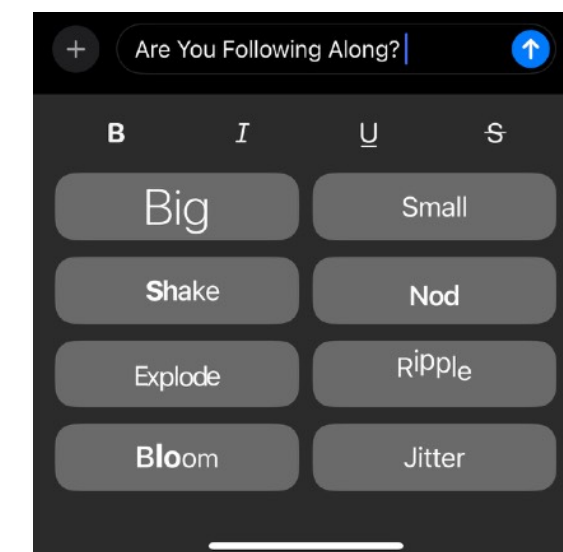 Are You Following Along?
B I U S
Big Small
Shake Nod
Explode Ripple
Bloom Jitter